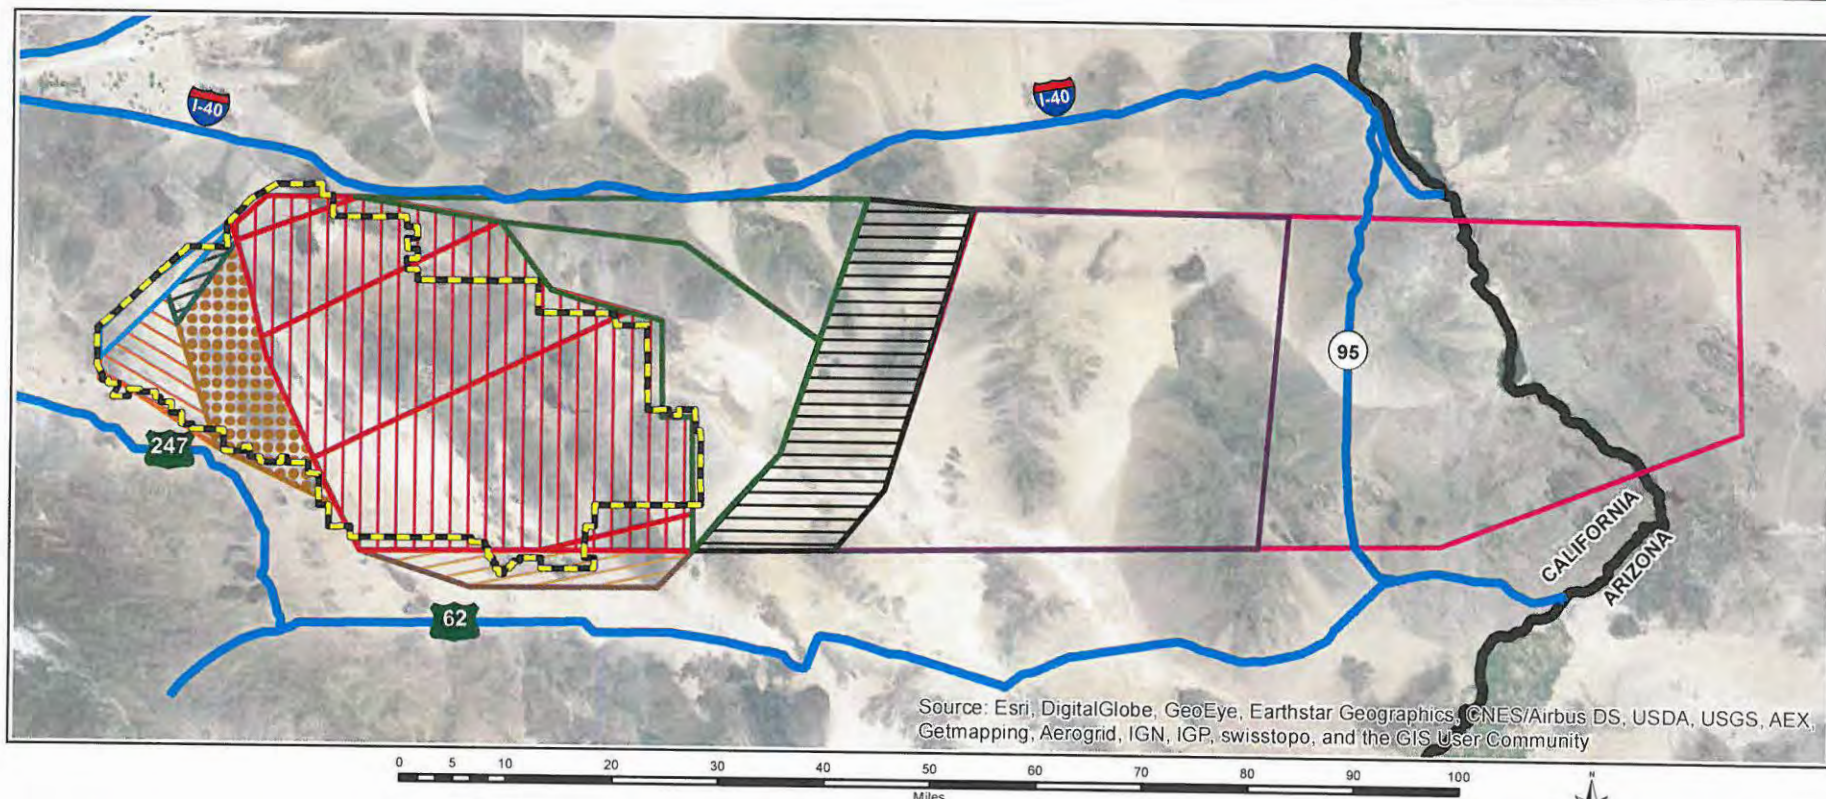 I-40
I-40
95
247
62
CALIFORNIA
ARIZONA
Source: Esri, DigitalGlobe, GeoEye, Earthstar Geographics, CNES/Airbus DS, USDA, USGS, AEX,
Getmapping, Aerogrid, IGN, IGP, swisstopo, and the GIS User Community
0 5 10 20 30 40 50 60 70 80 90 100
Miles
N